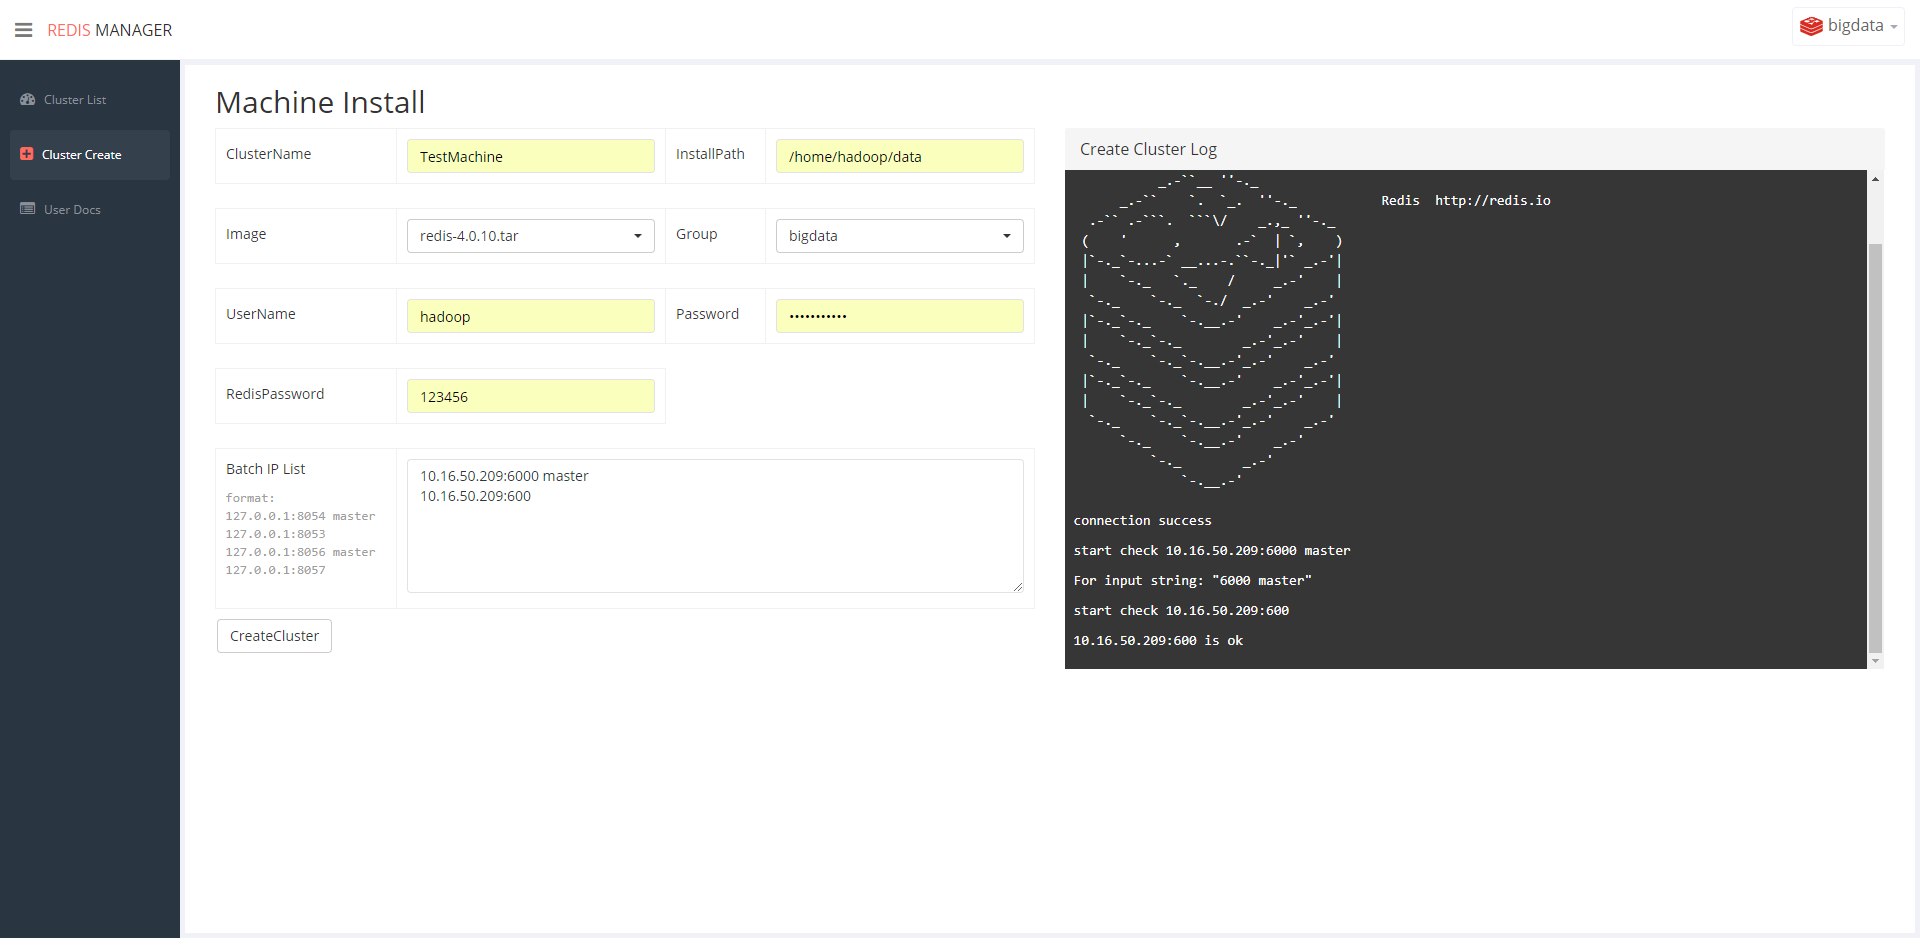 REDIS MANAGER
bigdata
Cluster List
Cluster Create
User Docs
Machine Install
ClusterName
TestMachine
InstallPath
/home/hadoop/data
Image
redis-4.0.10.tar
Group
bigdata
UserName
hadoop
Password
•••••••••••
RedisPassword
123456
Batch IP List
format:
127.0.0.1:8054 master
127.0.0.1:8053
127.0.0.1:8056 master
127.0.0.1:8057
10.16.50.209:6000 master
10.16.50.209:600
CreateCluster
Create Cluster Log
Redis http://redis.io
connection success
start check 10.16.50.209:6000 master
For input string: "6000 master"
start check 10.16.50.209:600
10.16.50.209:600 is ok